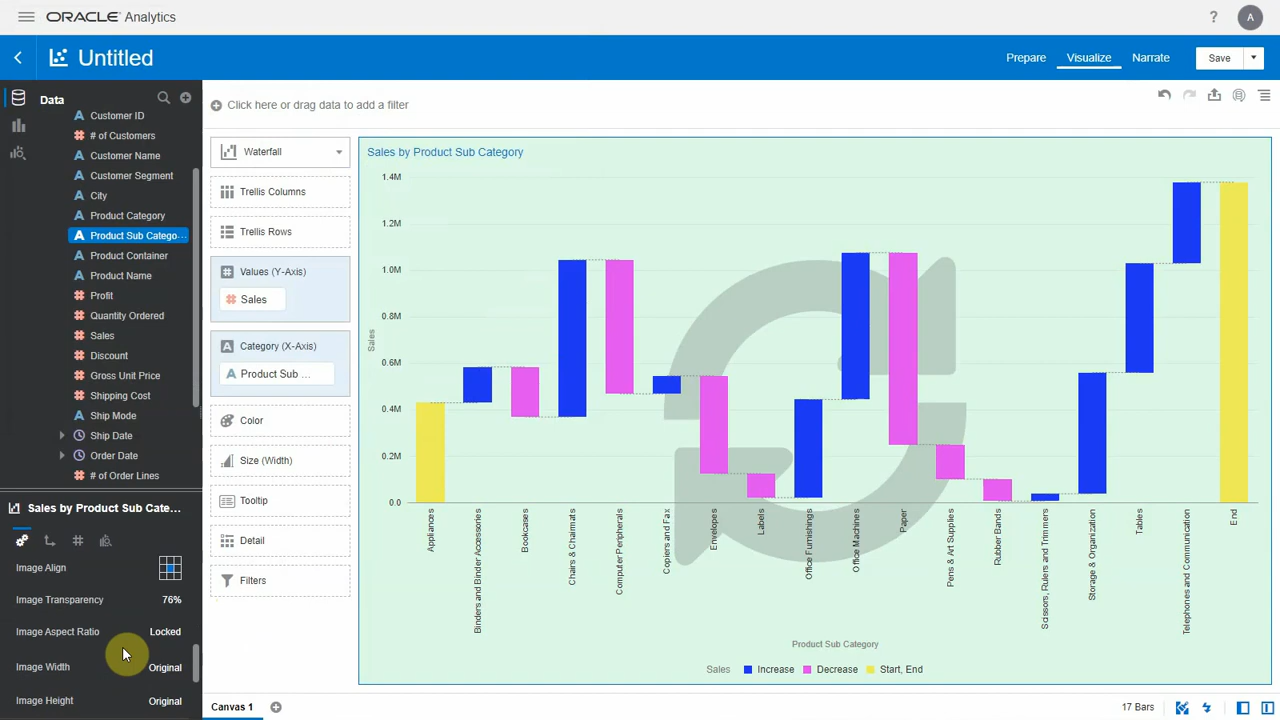 ORACLE Analytics
?
A
Untitled
Prepare
Visualize
Narrate
Save
Data
Customer ID
# of Customers
Customer Name
Customer Segment
City
Product Category
Product Sub Catego...
Product Container
Product Name
Profit
Quantity Ordered
Sales
Discount
Gross Unit Price
Shipping Cost
Ship Mode
Ship Date
Order Date
# of Order Lines
Sales by Product Sub Cate...
Image Align
Image Transparency 76%
Image Aspect Ratio Locked
Image Width Original
Image Height Original
Click here or drag data to add a filter
Waterfall
Trellis Columns
Trellis Rows
Values (Y-Axis)
Sales
Category (X-Axis)
Product Sub ...
Color
Size (Width)
Tooltip
Detail
Filters
Sales by Product Sub Category
1.4M
1.2M
1.0M
0.8M
0.6M
0.4M
0.2M
0.0
Sales
Appliances
Binders and Binder Accessories
Bookcases
Chairs & Chairmats
Computer Peripherals
Copiers and Fax
Envelopes
Labels
Office Furnishings
Office Machines
Paper
Pens & Art Supplies
Rubber Bands
Scissors, Rulers and Trimmers
Storage & Organization
Tables
Telephones and Communication
End
Product Sub Category
Sales Increase Decrease Start, End
Canvas 1
17 Bars